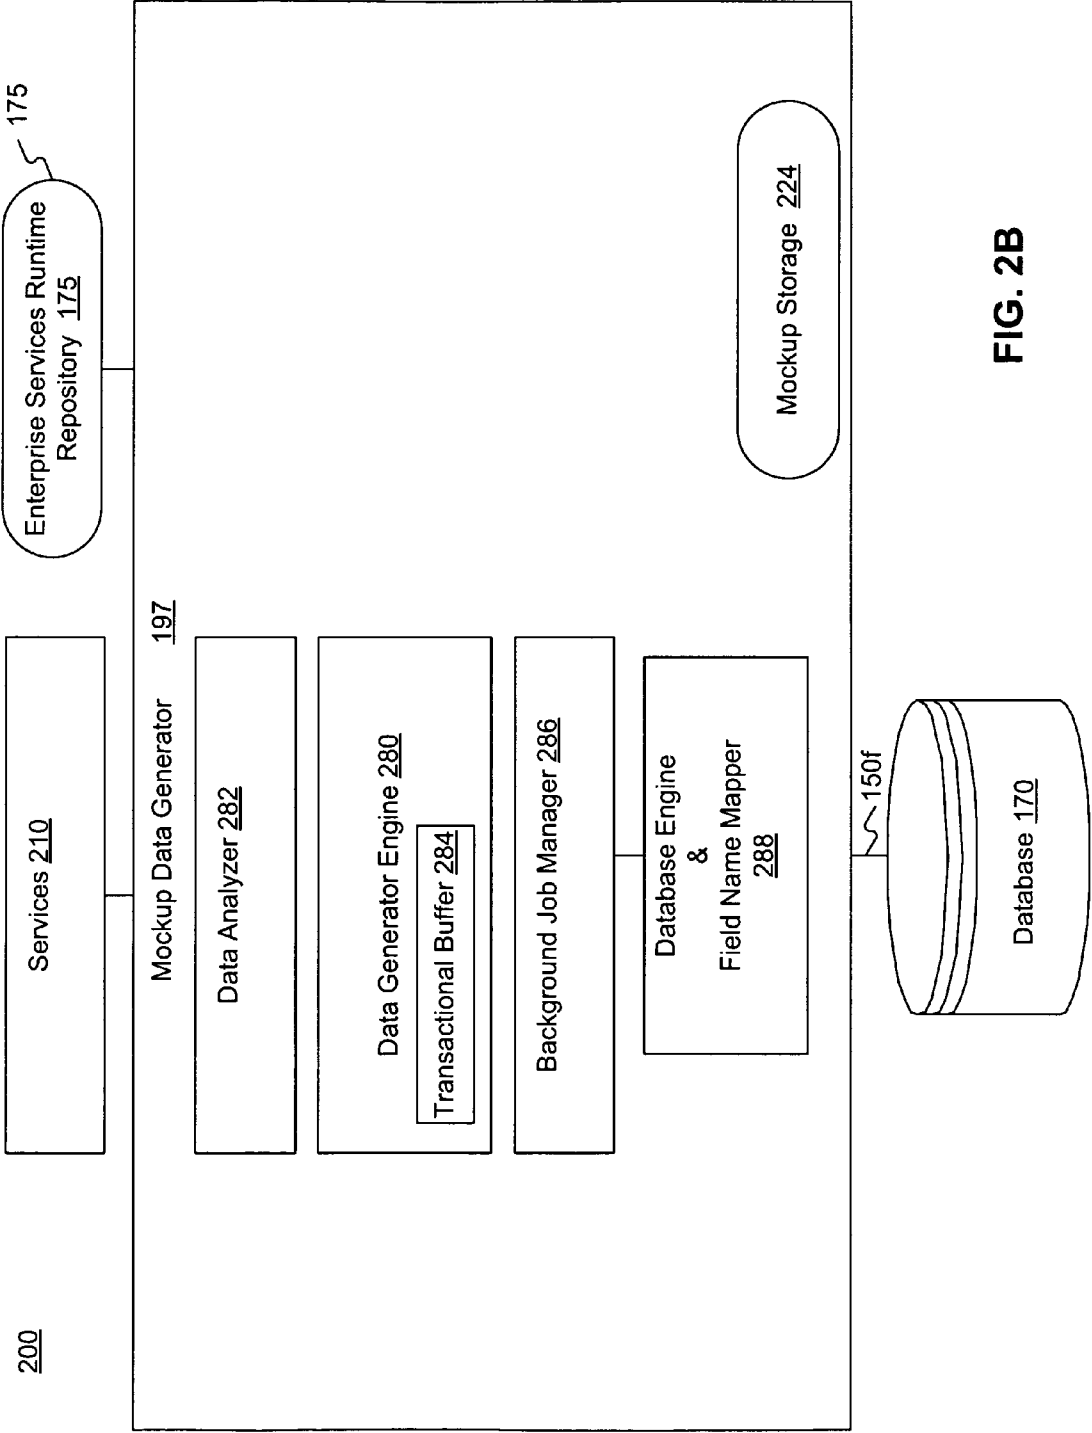 200
Services 210
Enterprise Services Runtime
Repository 175
175
Mockup Data Generator 197
Data Analyzer 282
Data Generator Engine 280
Transactional Buffer 284
Background Job Manager 286
Database Engine
&
Field Name Mapper
288
Mockup Storage 224
150f
Database 170
FIG. 2B